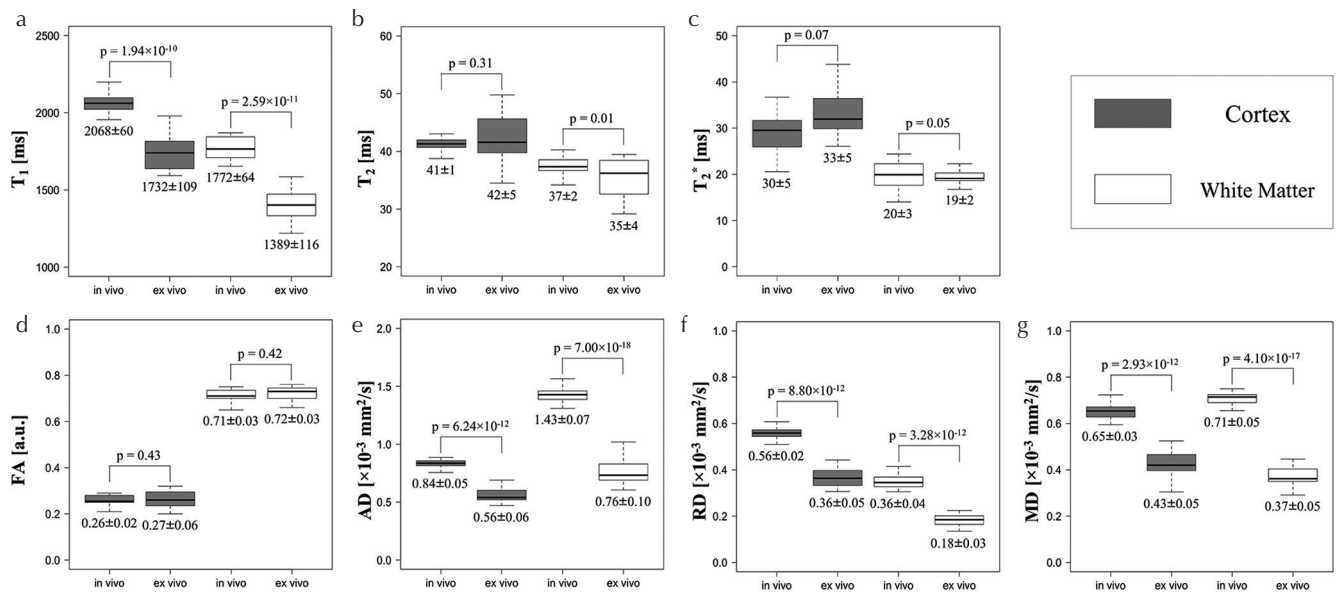 a
T1 [ms]
2500
2000
1500
1000
p = 1.94×10-10
p = 2.59×10-11
2068±60
1732±109
1772±64
1389±116
in vivo
ex vivo
in vivo
ex vivo
b
T2 [ms]
60
50
40
30
20
p = 0.31
p = 0.01
41±1
42±5
37±2
35±4
in vivo
ex vivo
in vivo
ex vivo
c
T2* [ms]
50
40
30
20
10
0
p = 0.07
p = 0.05
30±5
33±5
20±3
19±2
in vivo
ex vivo
in vivo
ex vivo
Cortex
White Matter
d
FA [a.u.]
1.0
0.8
0.6
0.4
0.2
0.0
p = 0.42
p = 0.43
0.71±0.03
0.72±0.03
0.26±0.02
0.27±0.06
in vivo
ex vivo
in vivo
ex vivo
e
AD [×10-3 mm2/s]
2.0
1.5
1.0
0.5
0.0
p = 7.00×10-18
p = 6.24×10-12
1.43±0.07
0.84±0.05
0.56±0.06
0.76±0.10
in vivo
ex vivo
in vivo
ex vivo
f
RD [×10-3 mm2/s]
1.0
0.8
0.6
0.4
0.2
0.0
p = 8.80×10-12
p = 3.28×10-12
0.56±0.02
0.36±0.05
0.36±0.04
0.18±0.03
in vivo
ex vivo
in vivo
ex vivo
g
MD [×10-3 mm2/s]
1.0
0.8
0.6
0.4
0.2
0.0
p = 2.93×10-12
p = 4.10×10-17
0.65±0.03
0.71±0.05
0.43±0.05
0.37±0.05
in vivo
ex vivo
in vivo
ex vivo